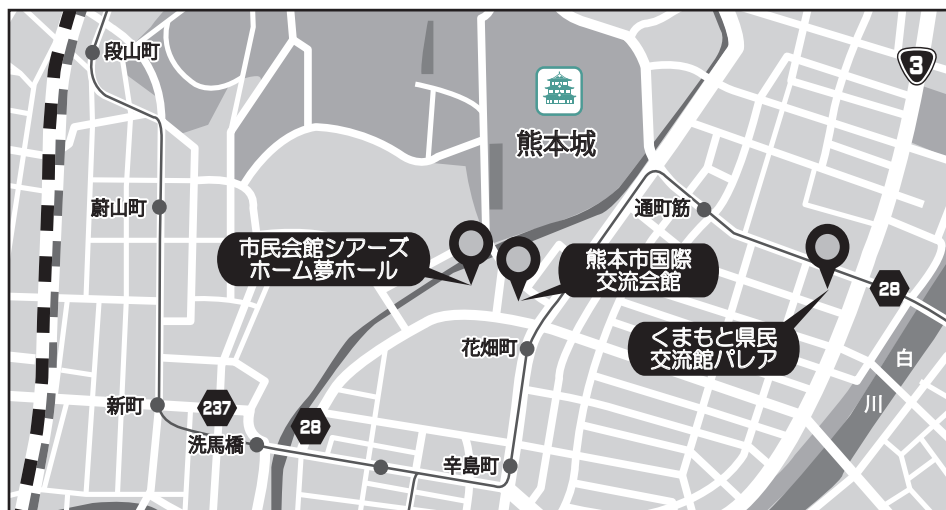 段山町
3
熊本城
蔚山町
通町筋
市民会館シアーズ
ホーム夢ホール
熊本市国際
交流会館
28
くまもと県民
交流館パレア
花畑町
白川
新町
237
28
洗馬橋
辛島町